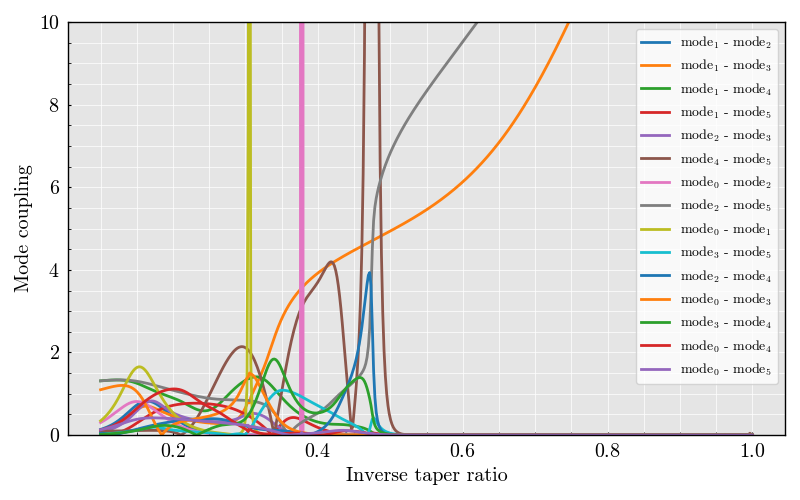 10
8
6
4
2
0
Mode coupling
0.2
0.4
0.6
0.8
1.0
Inverse taper ratio
mode₁ - mode₂
mode₁ - mode₃
mode₁ - mode₄
mode₁ - mode₅
mode₂ - mode₃
mode₄ - mode₅
mode₀ - mode₂
mode₂ - mode₅
mode₀ - mode₁
mode₃ - mode₅
mode₂ - mode₄
mode₀ - mode₃
mode₃ - mode₄
mode₀ - mode₄
mode₀ - mode₅